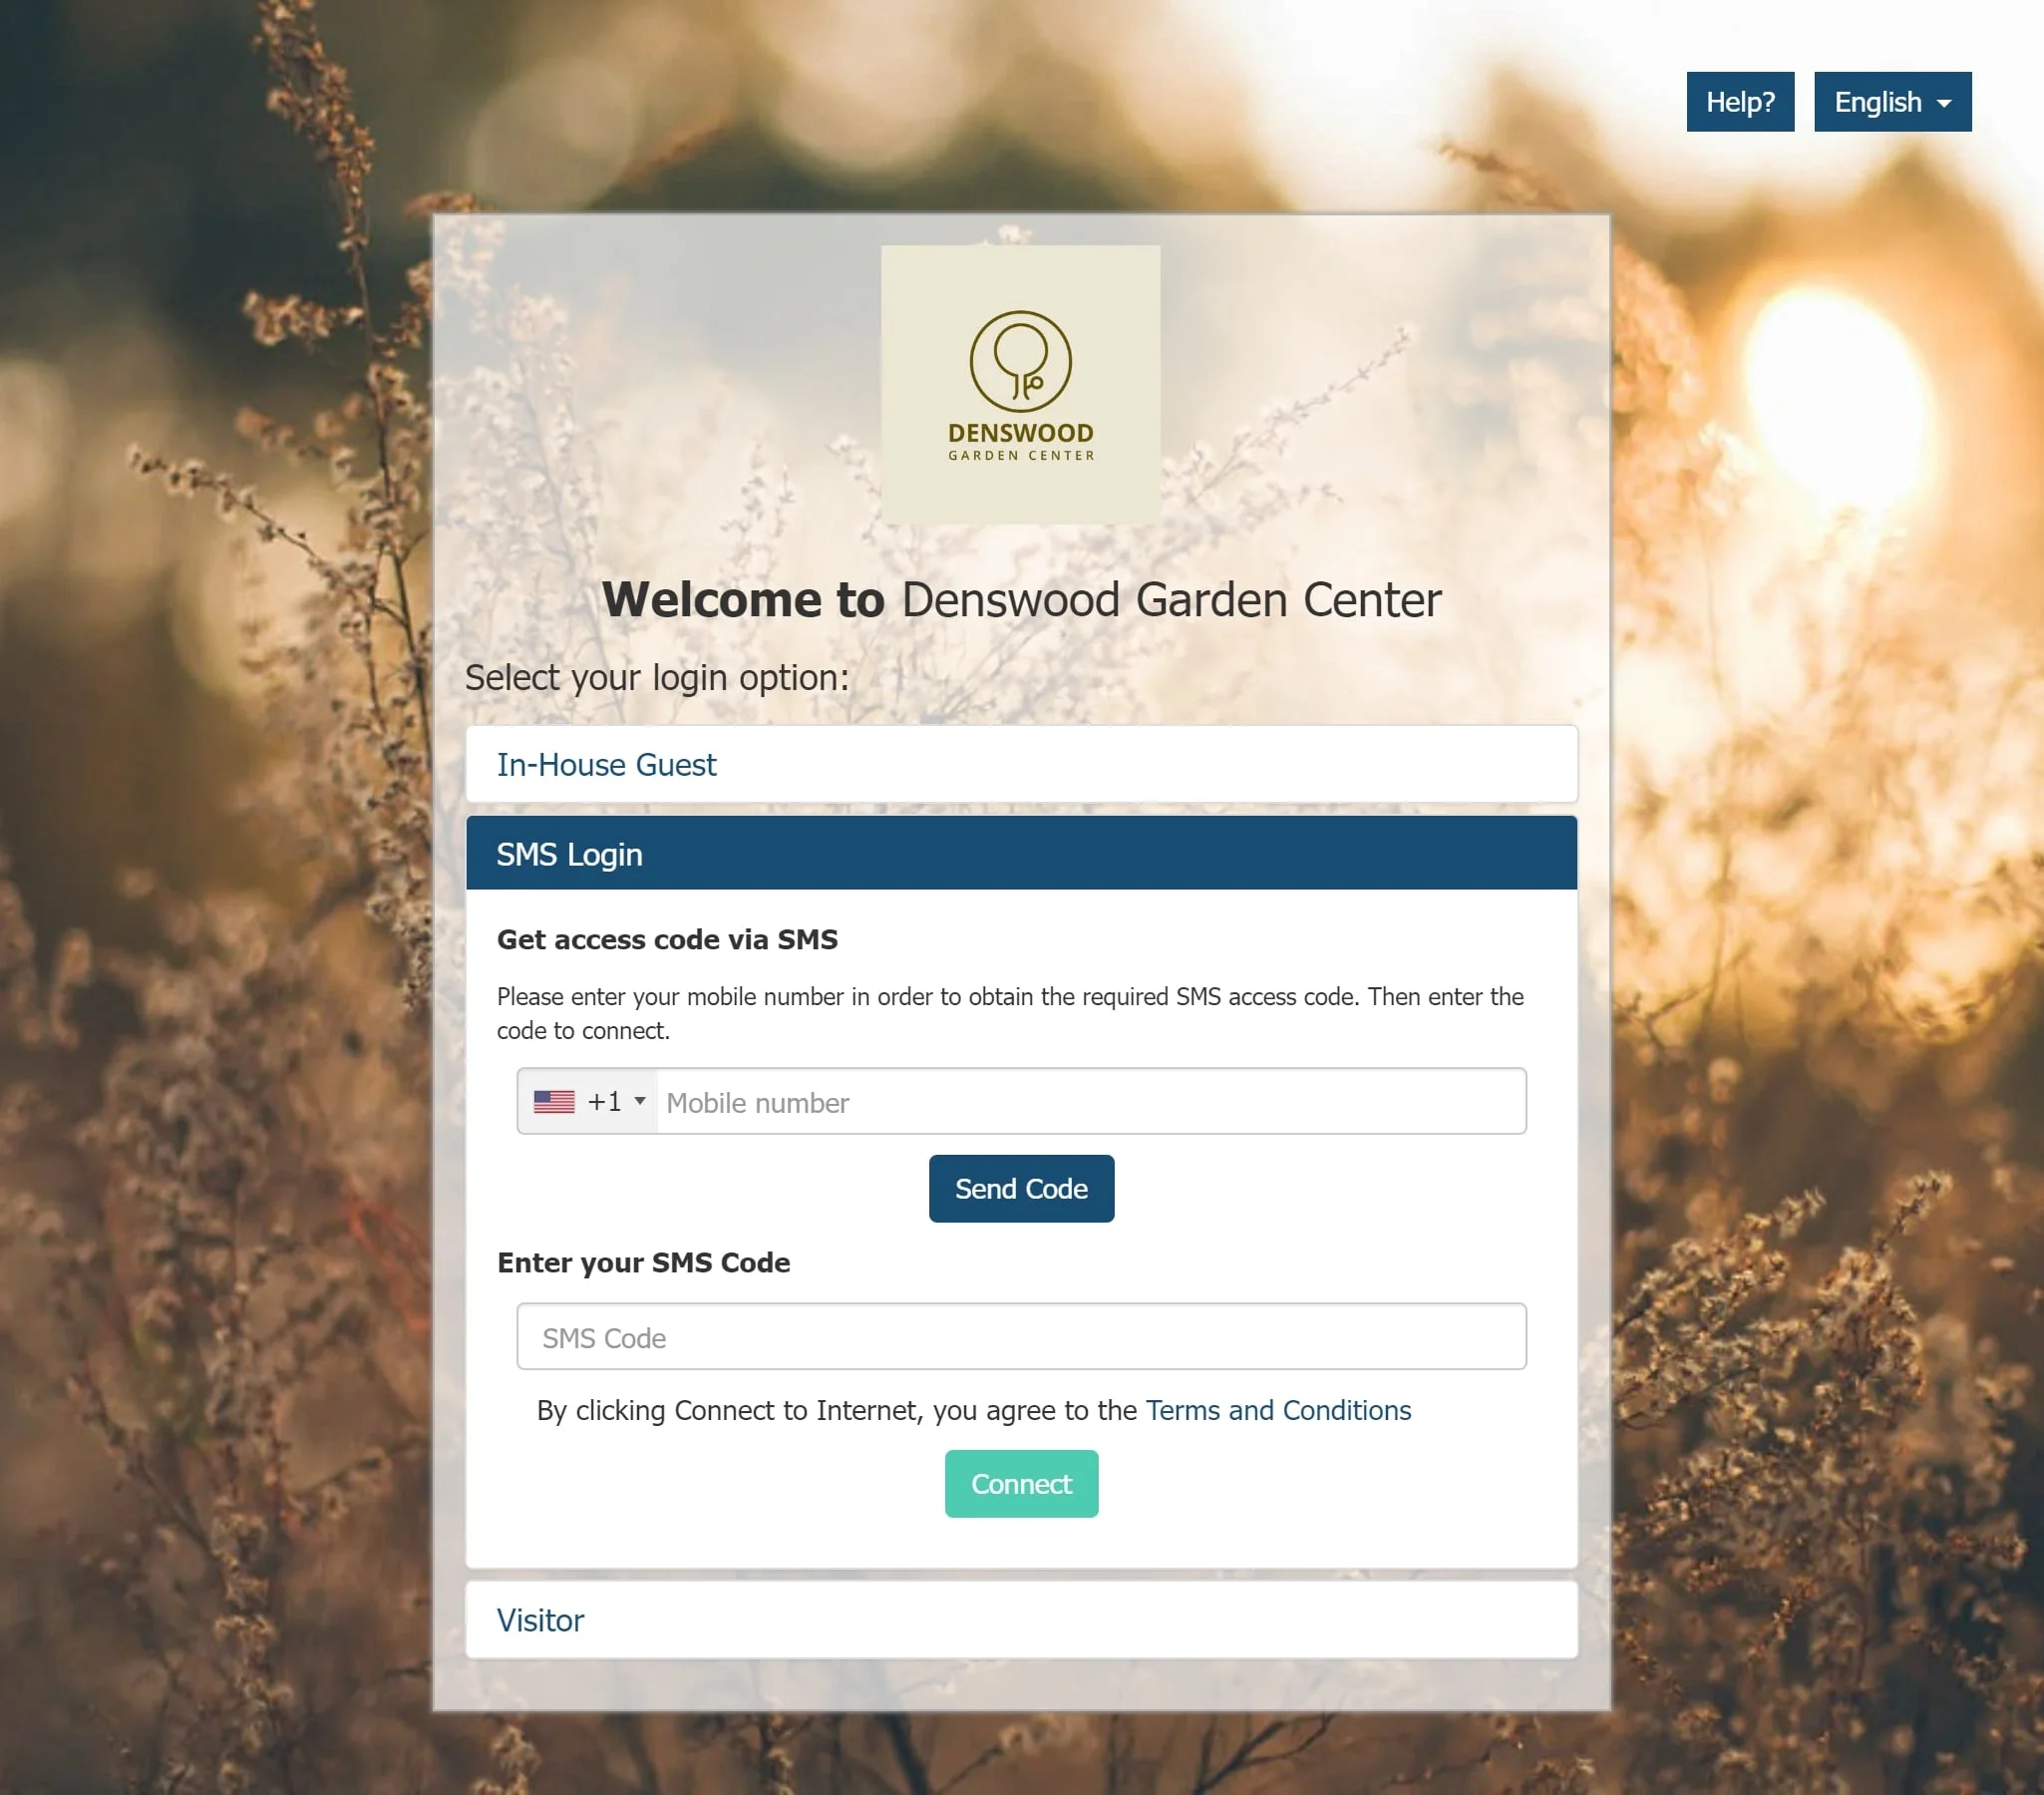 Help?
English
DENSWOOD
GARDEN CENTER
Welcome to Denswood Garden Center
Select your login option:
In-House Guest
SMS Login
Get access code via SMS
Please enter your mobile number in order to obtain the required SMS access code. Then enter the
code to connect.
+1 Mobile number
Send Code
Enter your SMS Code
SMS Code
By clicking Connect to Internet, you agree to the Terms and Conditions
Connect
Visitor